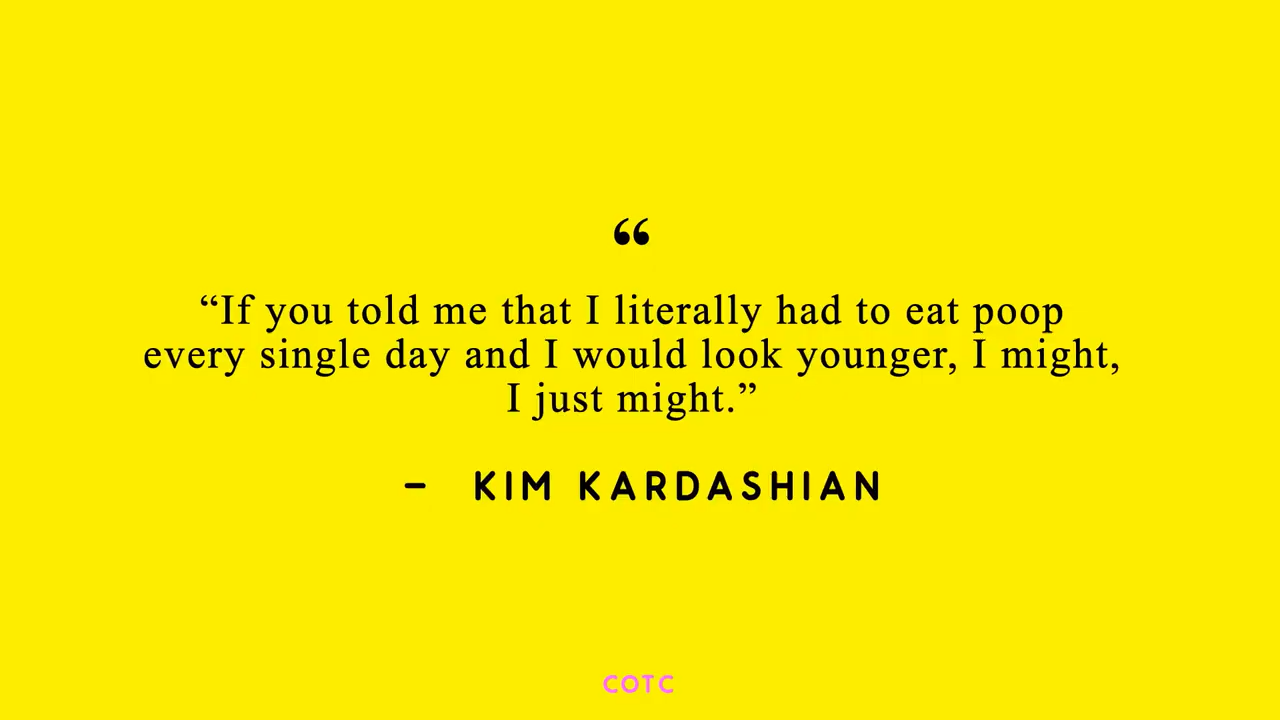 “
“If you told me that I literally had to eat poop
every single day and I would look younger, I might,
I just might.”
– KIM KARDASHIAN
COTC